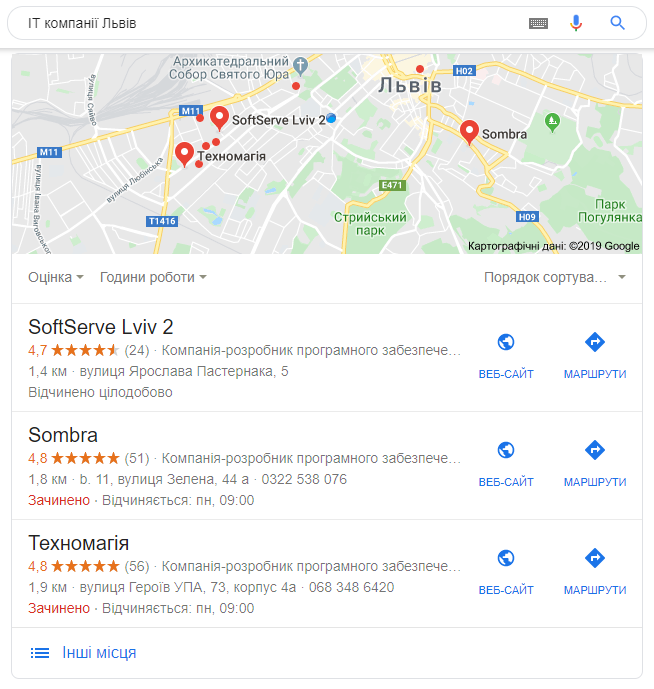 ІТ компанії Львів
Архикатедральний
Собор Святого Юра
H02
Львів
вулиця Сяйво
M11
SoftServe Lviv 2
Sombra
M11
Техномагія
вулиця Любінська
E471
вулиця Івана Виговського
T1416
Стрийський
парк
H09
Парк
Погулянка
Картографічні дані: ©2019 Google
Оцінка
Години роботи
Порядок сортува…
SoftServe Lviv 2
4,7 (24) · Компанія-розробник програмного забезпече…
1,4 км · вулиця Ярослава Пастернака, 5
Відчинено цілодобово
ВЕБ-САЙТ
МАРШРУТИ
Sombra
4,8 (51) · Компанія-розробник програмного забезпече…
1,8 км · b. 11, вулиця Зелена, 44 а · 0322 538 076
Зачинено · Відчиняється: пн, 09:00
ВЕБ-САЙТ
МАРШРУТИ
Техномагія
4,8 (56) · Компанія-розробник програмного забезпече…
1,9 км · вулиця Героїв УПА, 73, корпус 4а · 068 348 6420
Зачинено · Відчиняється: пн, 09:00
ВЕБ-САЙТ
МАРШРУТИ
Інші місця